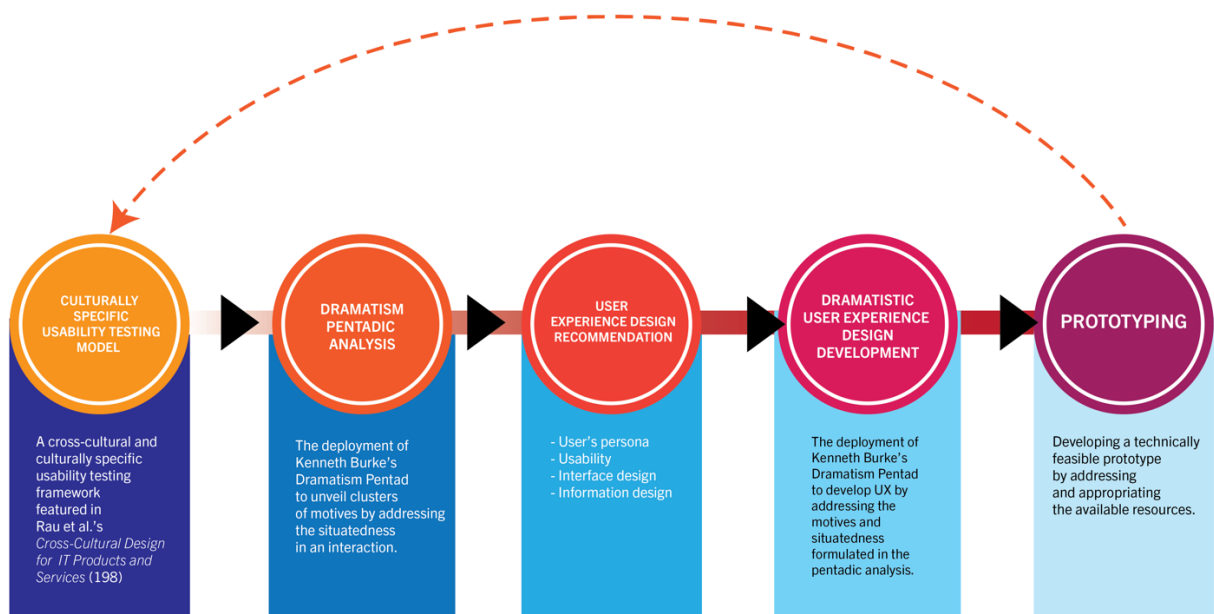 CULTURALLY
SPECIFIC
USABILITY TESTING
MODEL
A cross-cultural and
culturally specific
usability testing
framework
featured in
Rau et al.'s
Cross-Cultural Design
for IT Products and
Services (198)
DRAMATISM
PENTADIC
ANALYSIS
The deployment of
Kenneth Burke's
Dramatism Pentad
to unveil clusters
of motives by addressing
the situatedness
in an interaction.
USER
EXPERIENCE DESIGN
RECOMMENDATION
- User's persona
- Usability
- Interface design
- Information design
DRAMATISTIC
USER EXPERIENCE
DESIGN
DEVELOPMENT
The deployment of
Kenneth Burke's
Dramatism Pentad
to develop UX by
addressing the
motives and
situatedness
formulated in the
pentadic analysis.
PROTOTYPING
Developing a technically
feasible prototype
by addressing
and appropriating
the available resources.